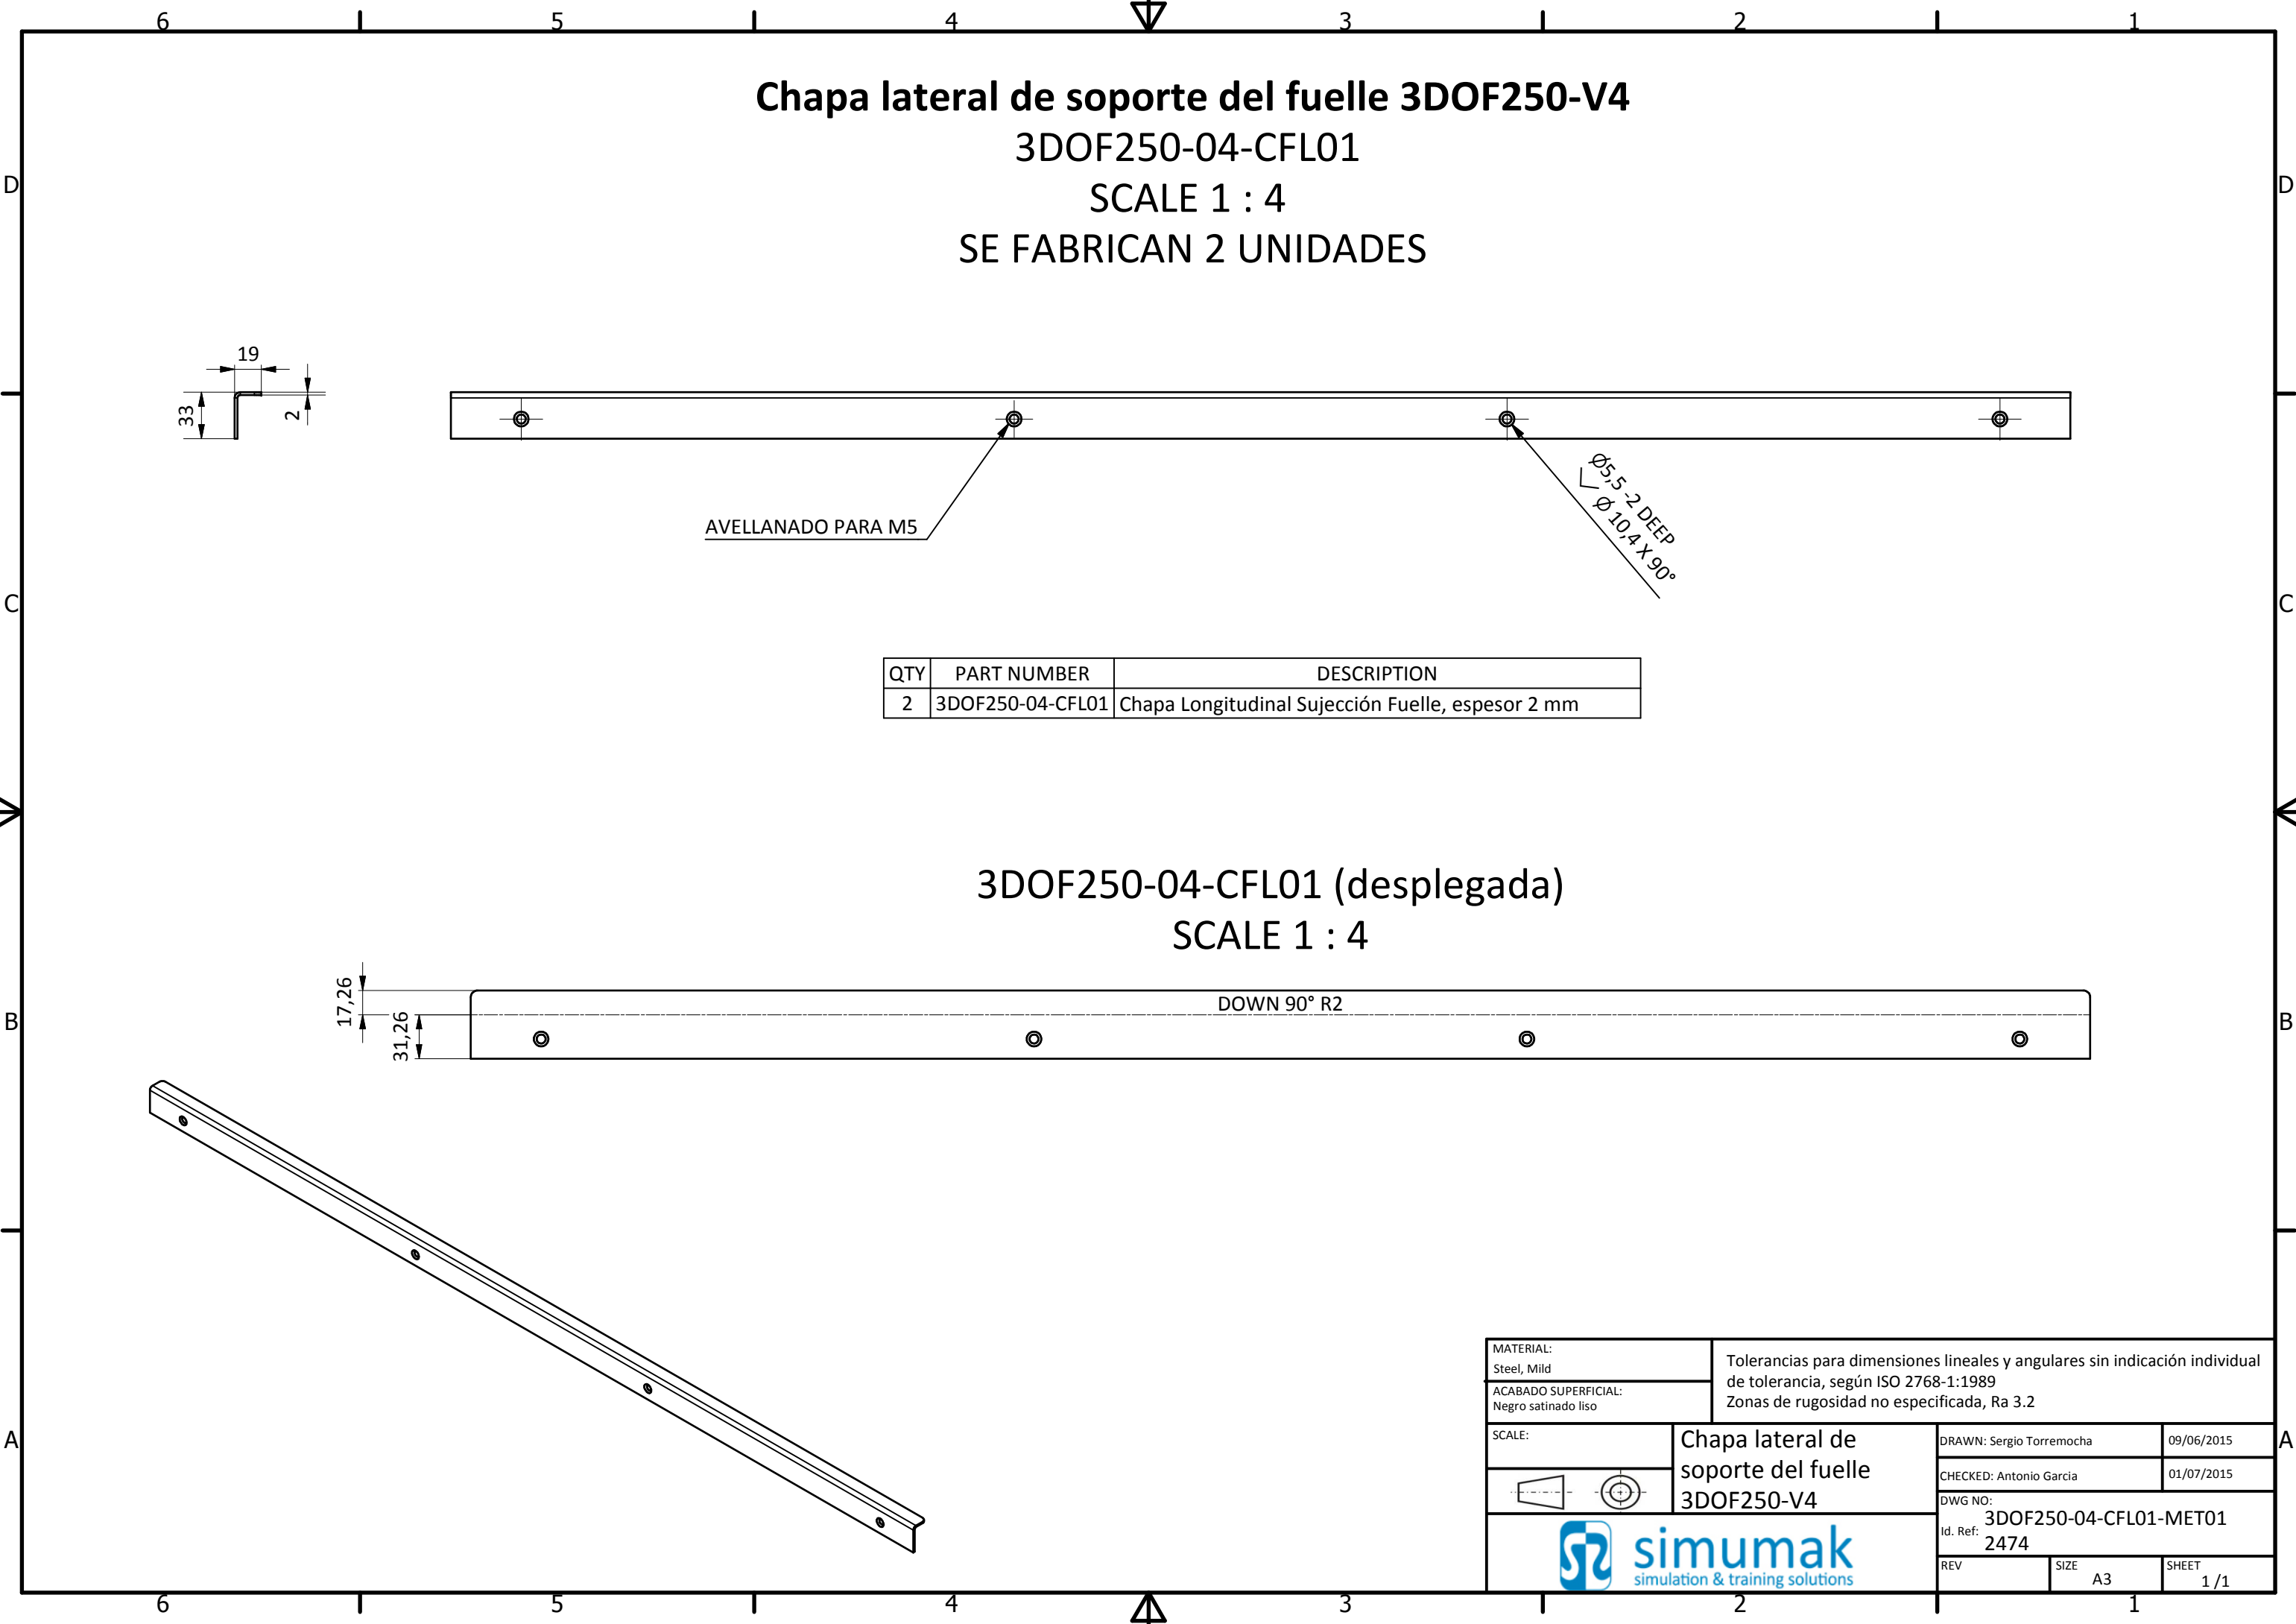 6 5 4 3 2 1
Chapa lateral de soporte del fuelle 3DOF250-V4
3DOF250-04-CFL01
SCALE 1 : 4
SE FABRICAN 2 UNIDADES
D D
19
33
2
AVELLANADO PARA M5
Ø5,5 -2 DEEP
Ø 10,4 X 90°
C C
QTY PART NUMBER DESCRIPTION
2 3DOF250-04-CFL01 Chapa Longitudinal Sujección Fuelle, espesor 2 mm
3DOF250-04-CFL01 (desplegada)
SCALE 1 : 4
17,26
31,26
DOWN 90° R2
B B
MATERIAL:
Steel, Mild
ACABADO SUPERFICIAL:
Negro satinado liso
Tolerancias para dimensiones lineales y angulares sin indicación individual
de tolerancia, según ISO 2768-1:1989
Zonas de rugosidad no especificada, Ra 3.2
A A
SCALE:
Chapa lateral de
soporte del fuelle
3DOF250-V4
DRAWN: Sergio Torremocha 09/06/2015
CHECKED: Antonio Garcia 01/07/2015
DWG NO:
3DOF250-04-CFL01-MET01
Id. Ref: 2474
REV
SIZE
A3
SHEET
1 /1
simumak
simulation & training solutions
6 5 4 3 2 1